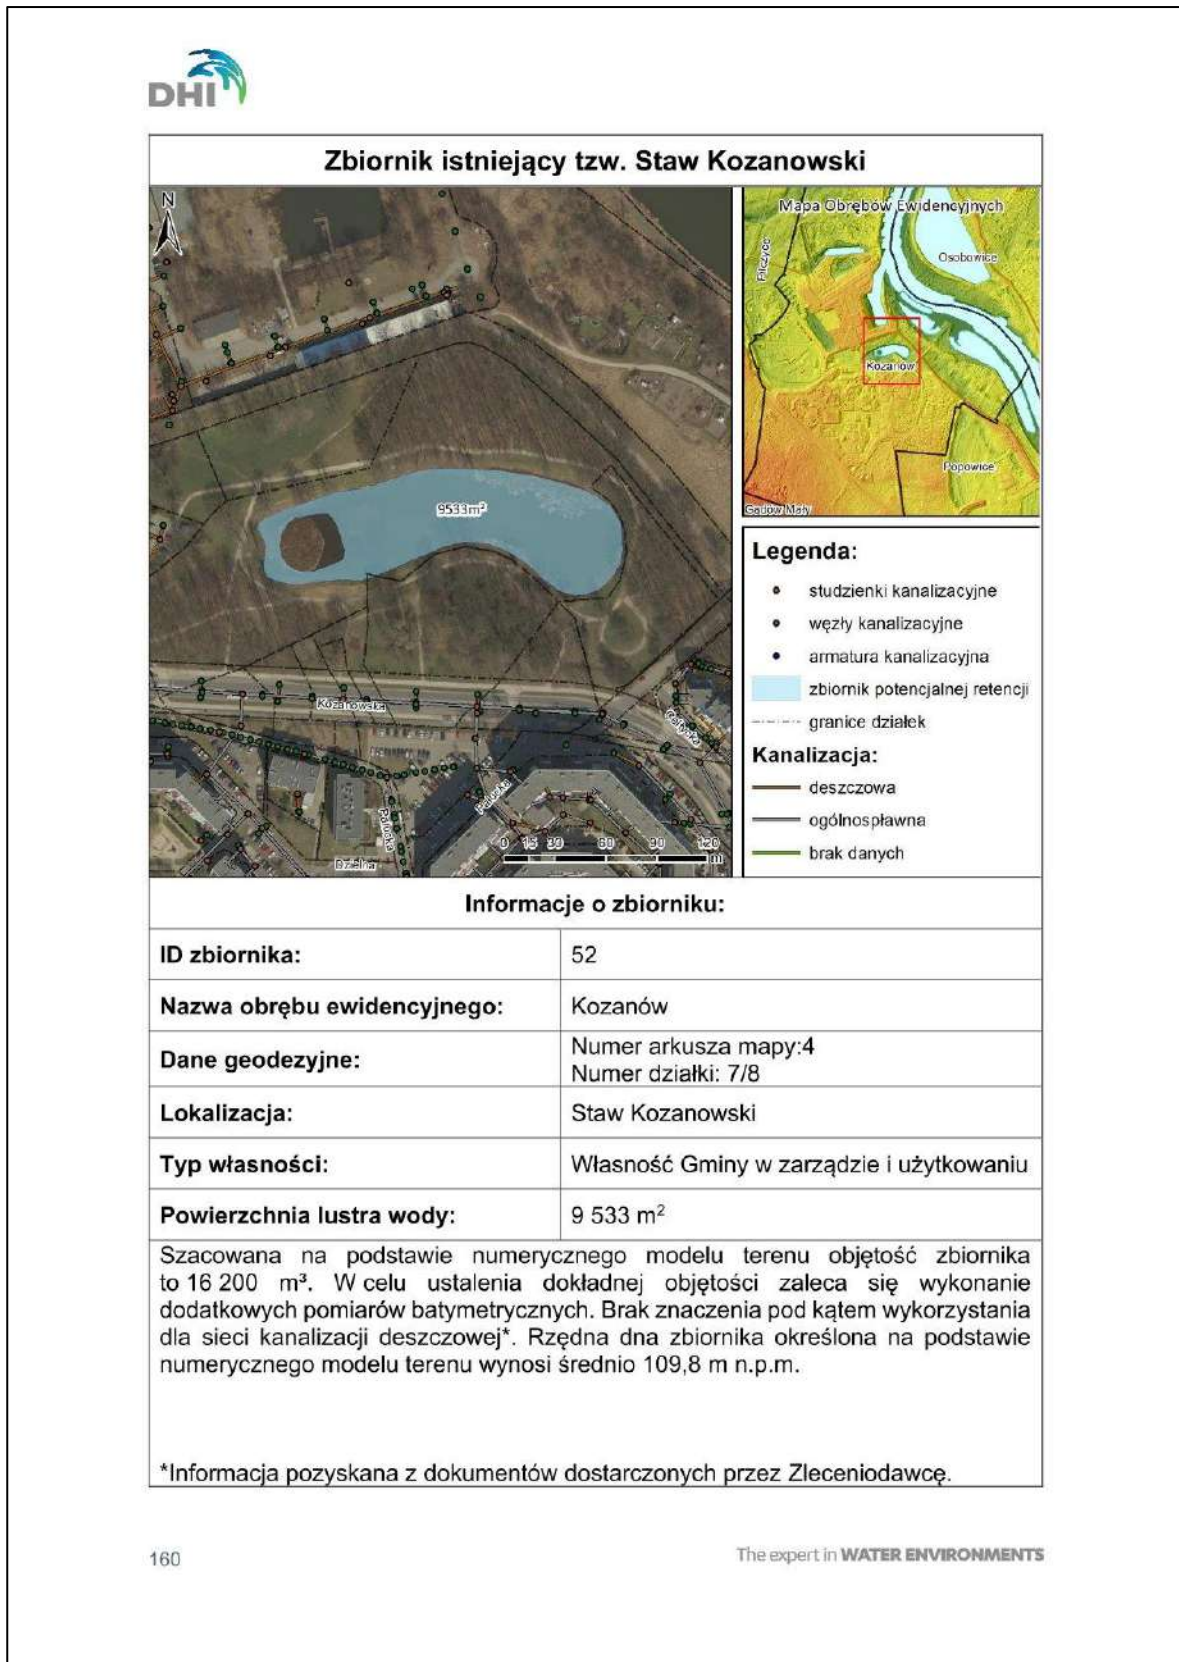 DHI
Zbiornik istniejący tzw. Staw Kozanowski
N
9533m²
Kozanowska
Gołycka
Pałucka
Pałucka
Dzielna
0 15 30 60 90 120
m
Mapa Obrębów Ewidencyjnych
Pilczyce
Osobowice
Kozanów
Popowice
Gądów Mały
Legenda:
studzienki kanalizacyjne
węzły kanalizacyjne
armatura kanalizacyjna
zbiornik potencjalnej retencji
granice działek
Kanalizacja:
deszczowa
ogólnospławna
brak danych
Informacje o zbiorniku:
ID zbiornika: 52
Nazwa obrębu ewidencyjnego: Kozanów
Dane geodezyjne: Numer arkusza mapy:4
Numer działki: 7/8
Lokalizacja: Staw Kozanowski
Typ własności: Własność Gminy w zarządzie i użytkowaniu
Powierzchnia lustra wody: 9 533 m²
Szacowana na podstawie numerycznego modelu terenu objętość zbiornika
to 16 200 m³. W celu ustalenia dokładnej objętości zaleca się wykonanie
dodatkowych pomiarów batymetrycznych. Brak znaczenia pod kątem wykorzystania
dla sieci kanalizacji deszczowej*. Rzędna dna zbiornika określona na podstawie
numerycznego modelu terenu wynosi średnio 109,8 m n.p.m.
*Informacja pozyskana z dokumentów dostarczonych przez Zleceniodawcę.
160
The expert in WATER ENVIRONMENTS